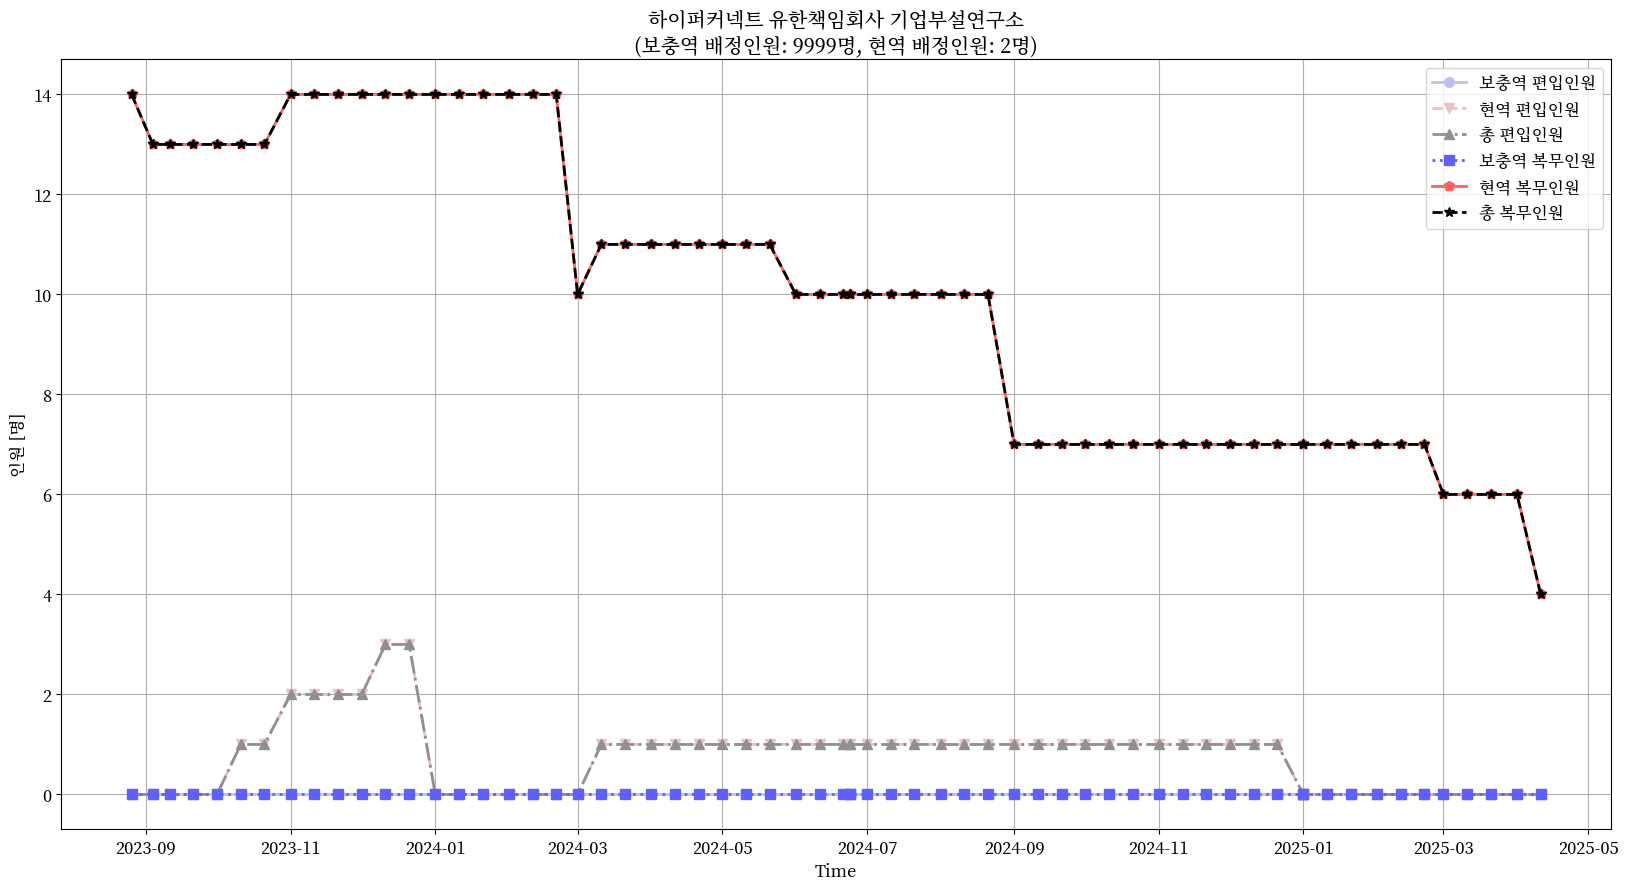 하이퍼커넥트 유한책임회사 기업부설연구소
(보충역 배정인원: 9999명, 현역 배정인원: 2명)
보충역 편입인원
현역 편입인원
총 편입인원
보충역 복무인원
현역 복무인원
총 복무인원
인원 [명]
14
12
10
8
6
4
2
0
2023-09
2023-11
2024-01
2024-03
2024-05
2024-07
2024-09
2024-11
2025-01
2025-03
2025-05
Time